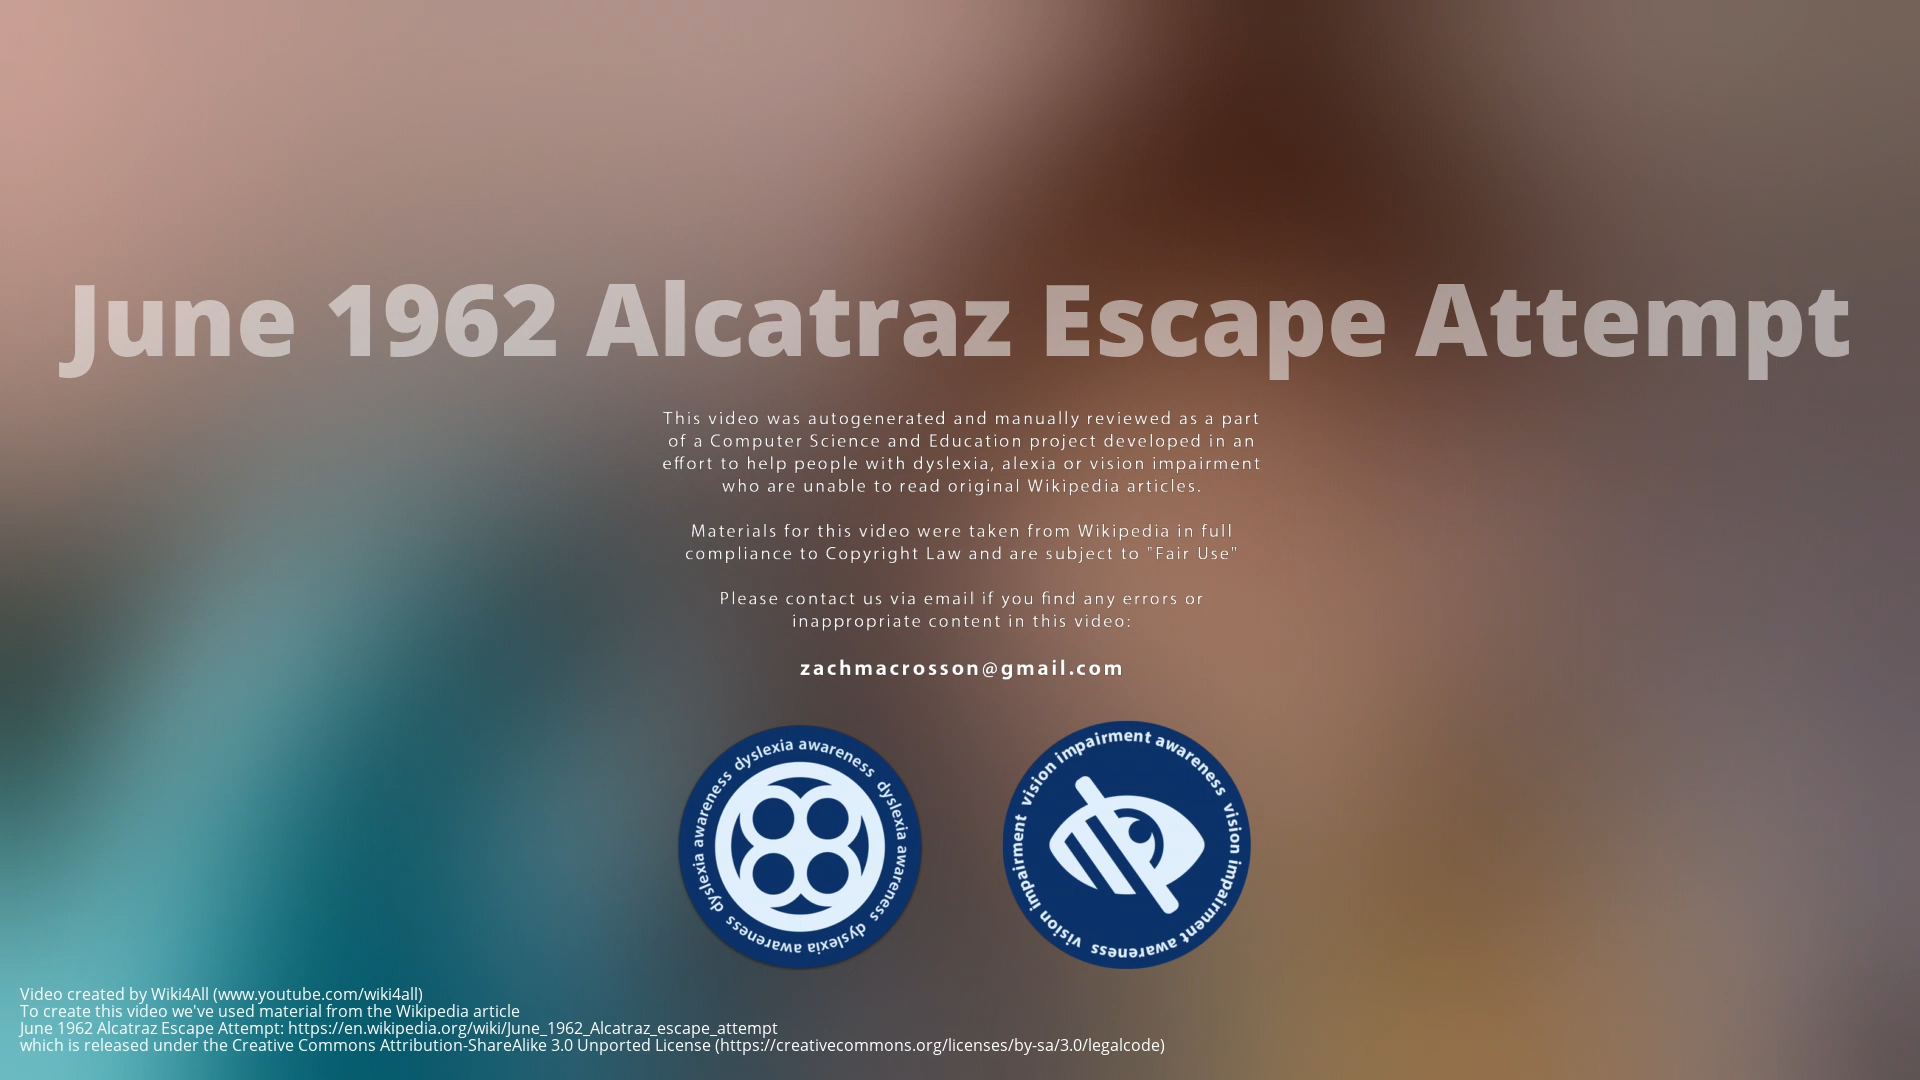 June 1962 Alcatraz Escape Attempt
This video was autogenerated and manually reviewed as a part
of a Computer Science and Education project developed in an
effort to help people with dyslexia, alexia or vision impairment
who are unable to read original Wikipedia articles.
Materials for this video were taken from Wikipedia in full
compliance to Copyright Law and are subject to "Fair Use"
Please contact us via email if you find any errors or
inappropriate content in this video:
zachmacrosson@gmail.com
dyslexia awareness dyslexia awareness dyslexia awareness dyslexia awareness
vision impairment awareness vision impairment awareness vision impairment
Video created by Wiki4All (www.youtube.com/wiki4all)
To create this video we've used material from the Wikipedia article
June 1962 Alcatraz Escape Attempt: https://en.wikipedia.org/wiki/June_1962_Alcatraz_escape_attempt
which is released under the Creative Commons Attribution-ShareAlike 3.0 Unported License (https://creativecommons.org/licenses/by-sa/3.0/legalcode)